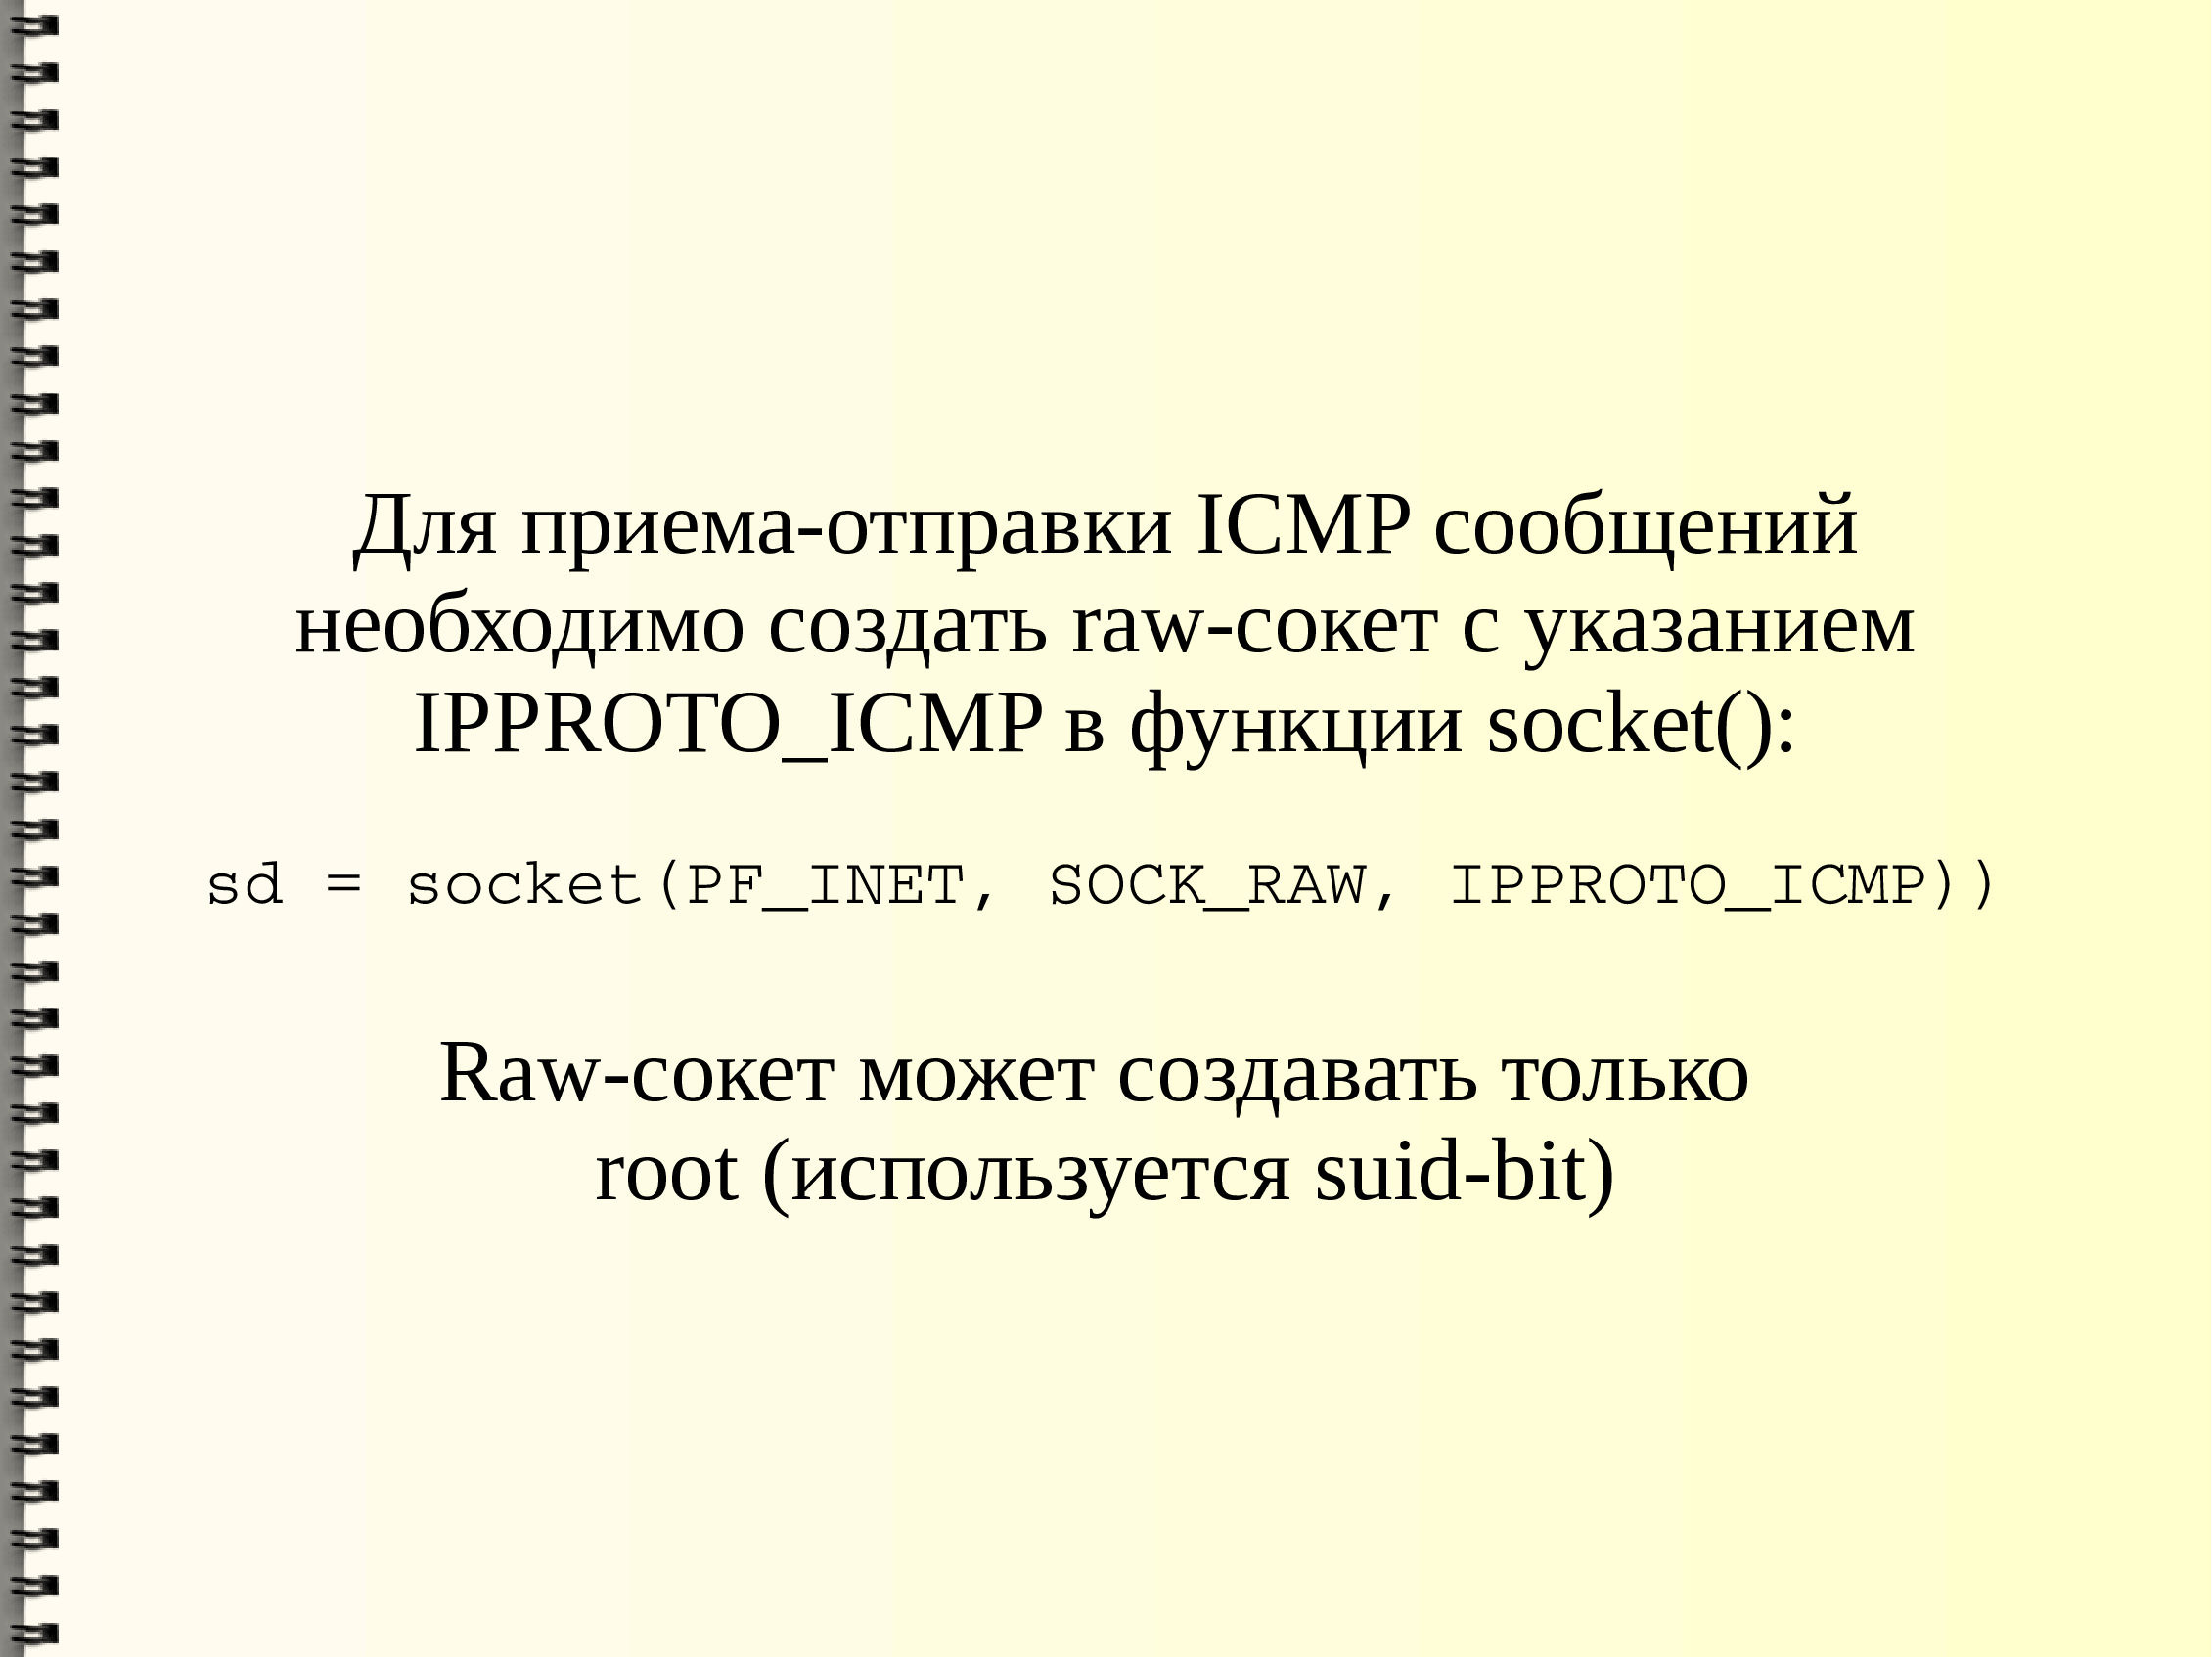 Для приема-отправки ICMP сообщений
необходимо создать raw-сокет с указанием
IPPROTO_ICMP в функции socket():
sd = socket(PF_INET, SOCK_RAW, IPPROTO_ICMP))
Raw-сокет может создавать только
root (используется suid-bit)